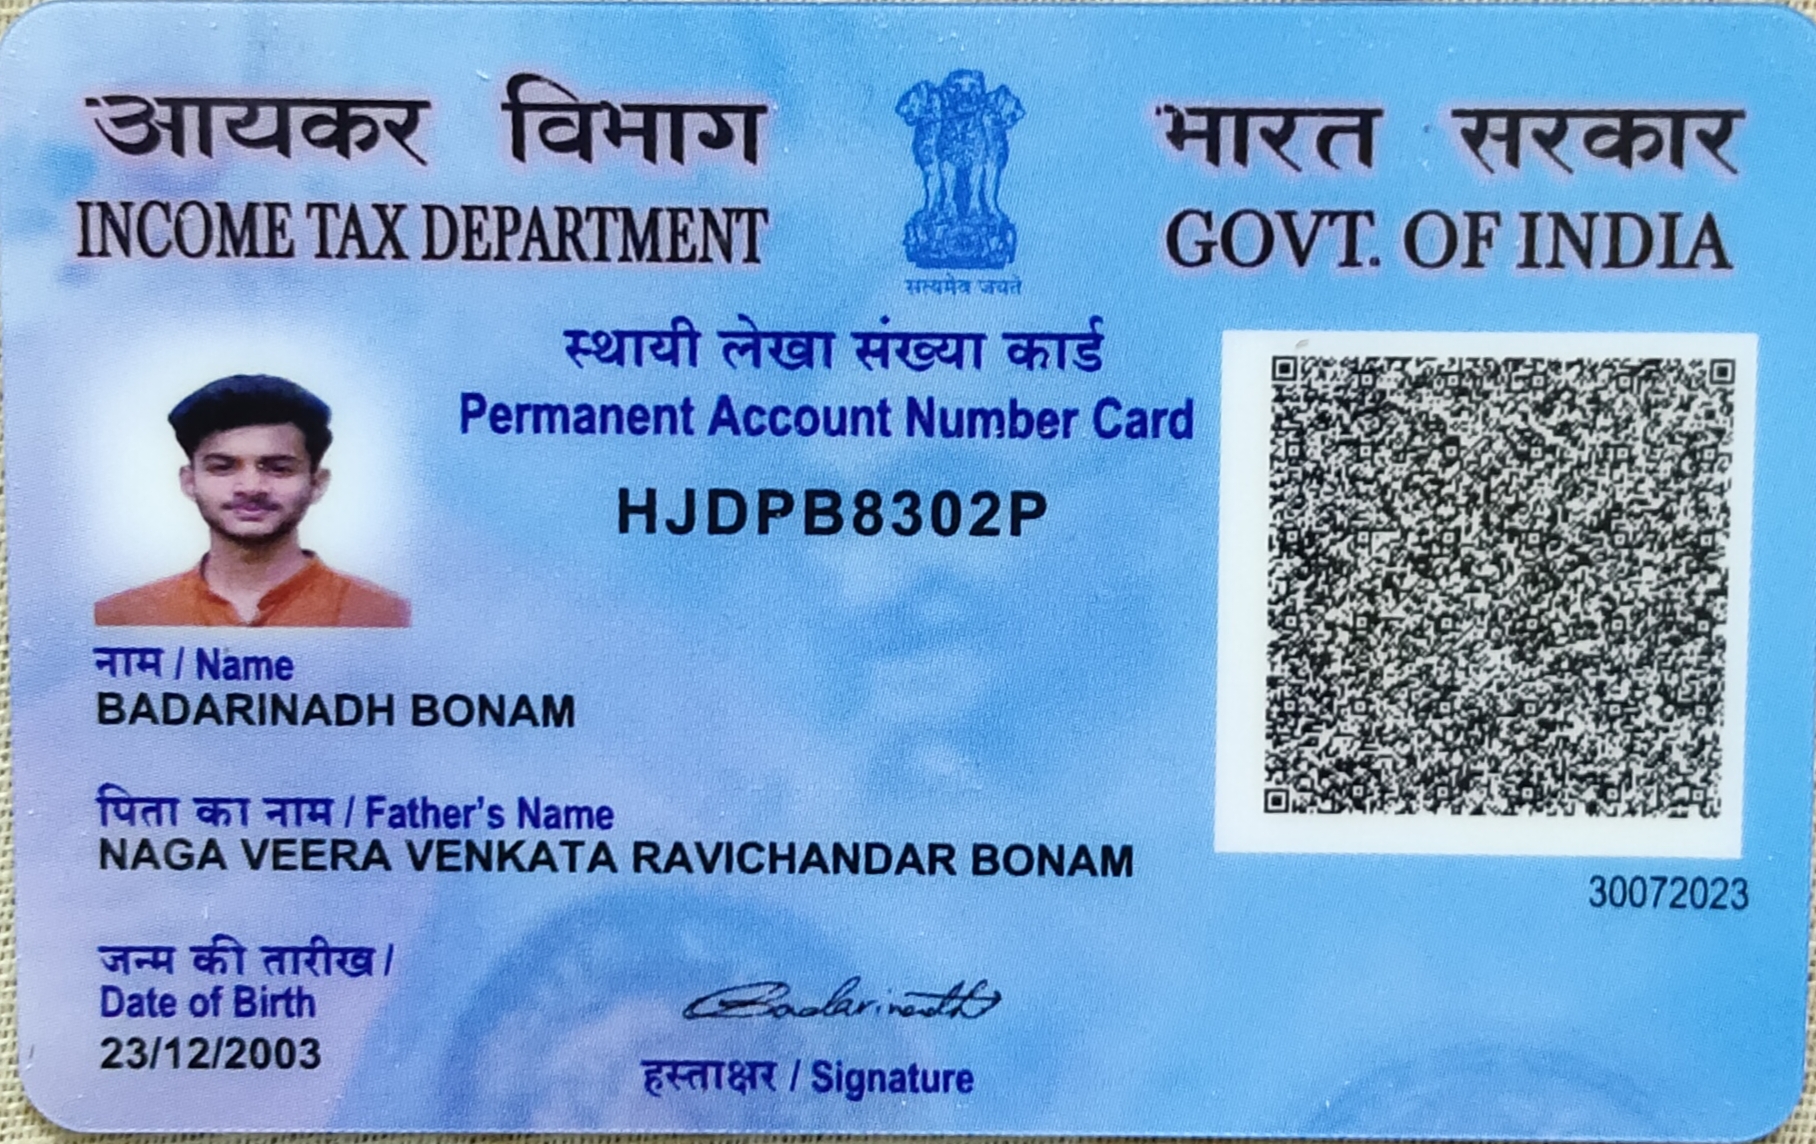 आयकर विभाग
INCOME TAX DEPARTMENT
सत्यमेव जयते
भारत सरकार
GOVT. OF INDIA
स्थायी लेखा संख्या कार्ड
Permanent Account Number Card
HJDPB8302P
नाम / Name
BADARINADH BONAM
पिता का नाम / Father's Name
NAGA VEERA VENKATA RAVICHANDAR BONAM
30072023
जन्म की तारीख /
Date of Birth
23/12/2003
Badarinadh
हस्ताक्षर / Signature